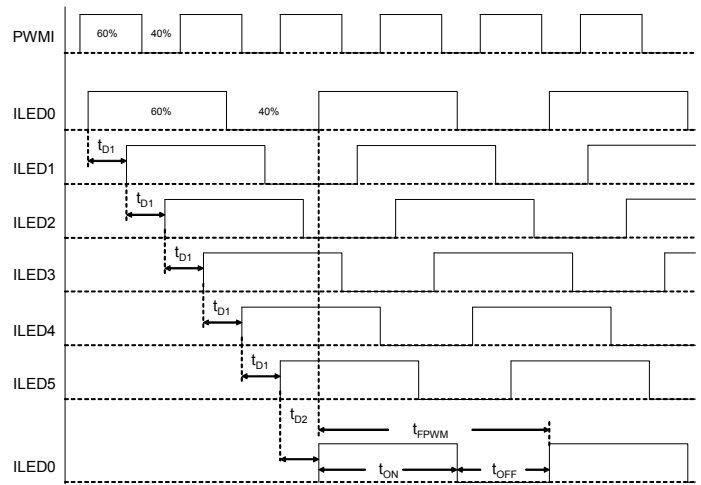 PWMI
60%
40%
ILED0
60%
40%
tD1
ILED1
tD1
ILED2
tD1
ILED3
tD1
ILED4
tD1
ILED5
tD2
tFPWM
ILED0
tON
tOFF